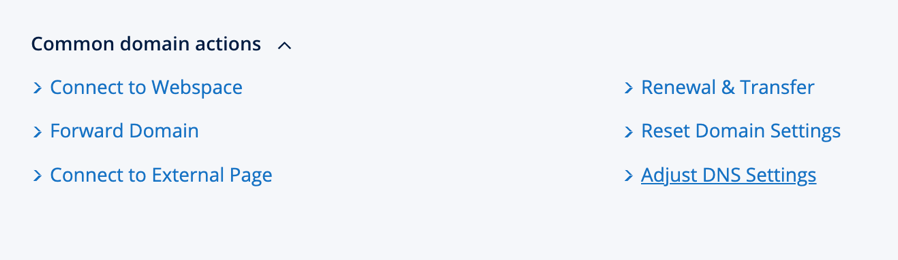 Common domain actions
Connect to Webspace
Forward Domain
Connect to External Page
Renewal & Transfer
Reset Domain Settings
Adjust DNS Settings